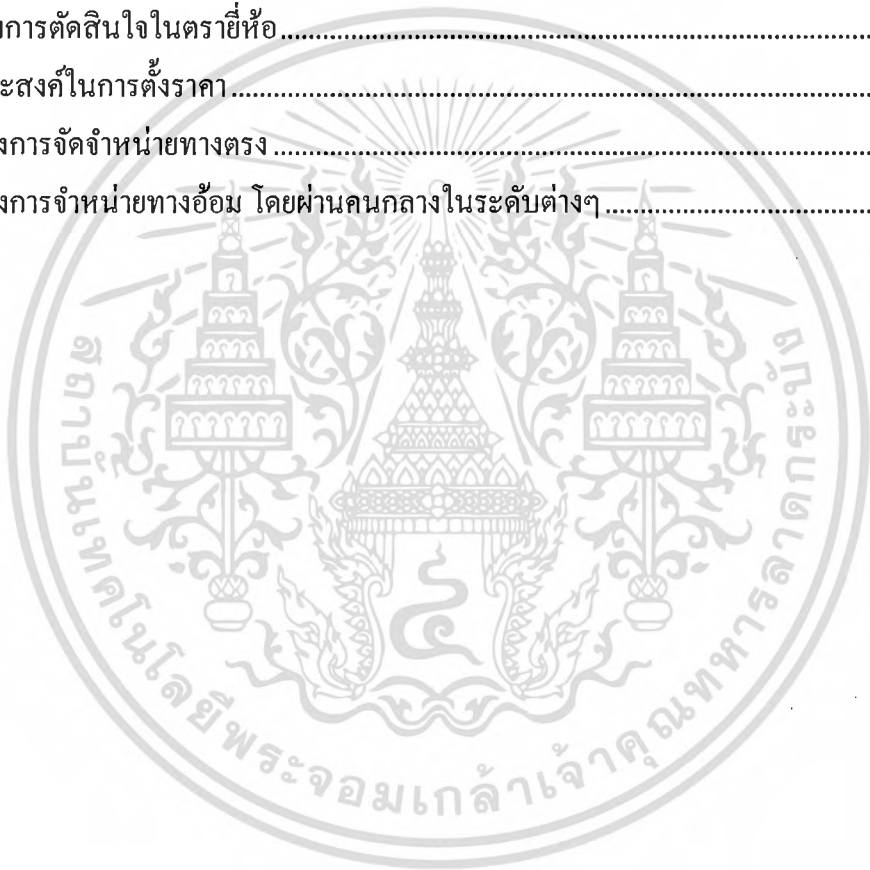 การตัดสินใจในตรายี่ห้อ
ะสงค์ในการตั้งราคา
งการจัดจำหน่ายทางตรง
งการจำหน่ายทางอ้อม โดยผ่านคนกลางในระดับต่างๆ
สถาบันเทคโนโลยีพระจอมเกล้าเจ้าคุณทหารลาดกระบัง